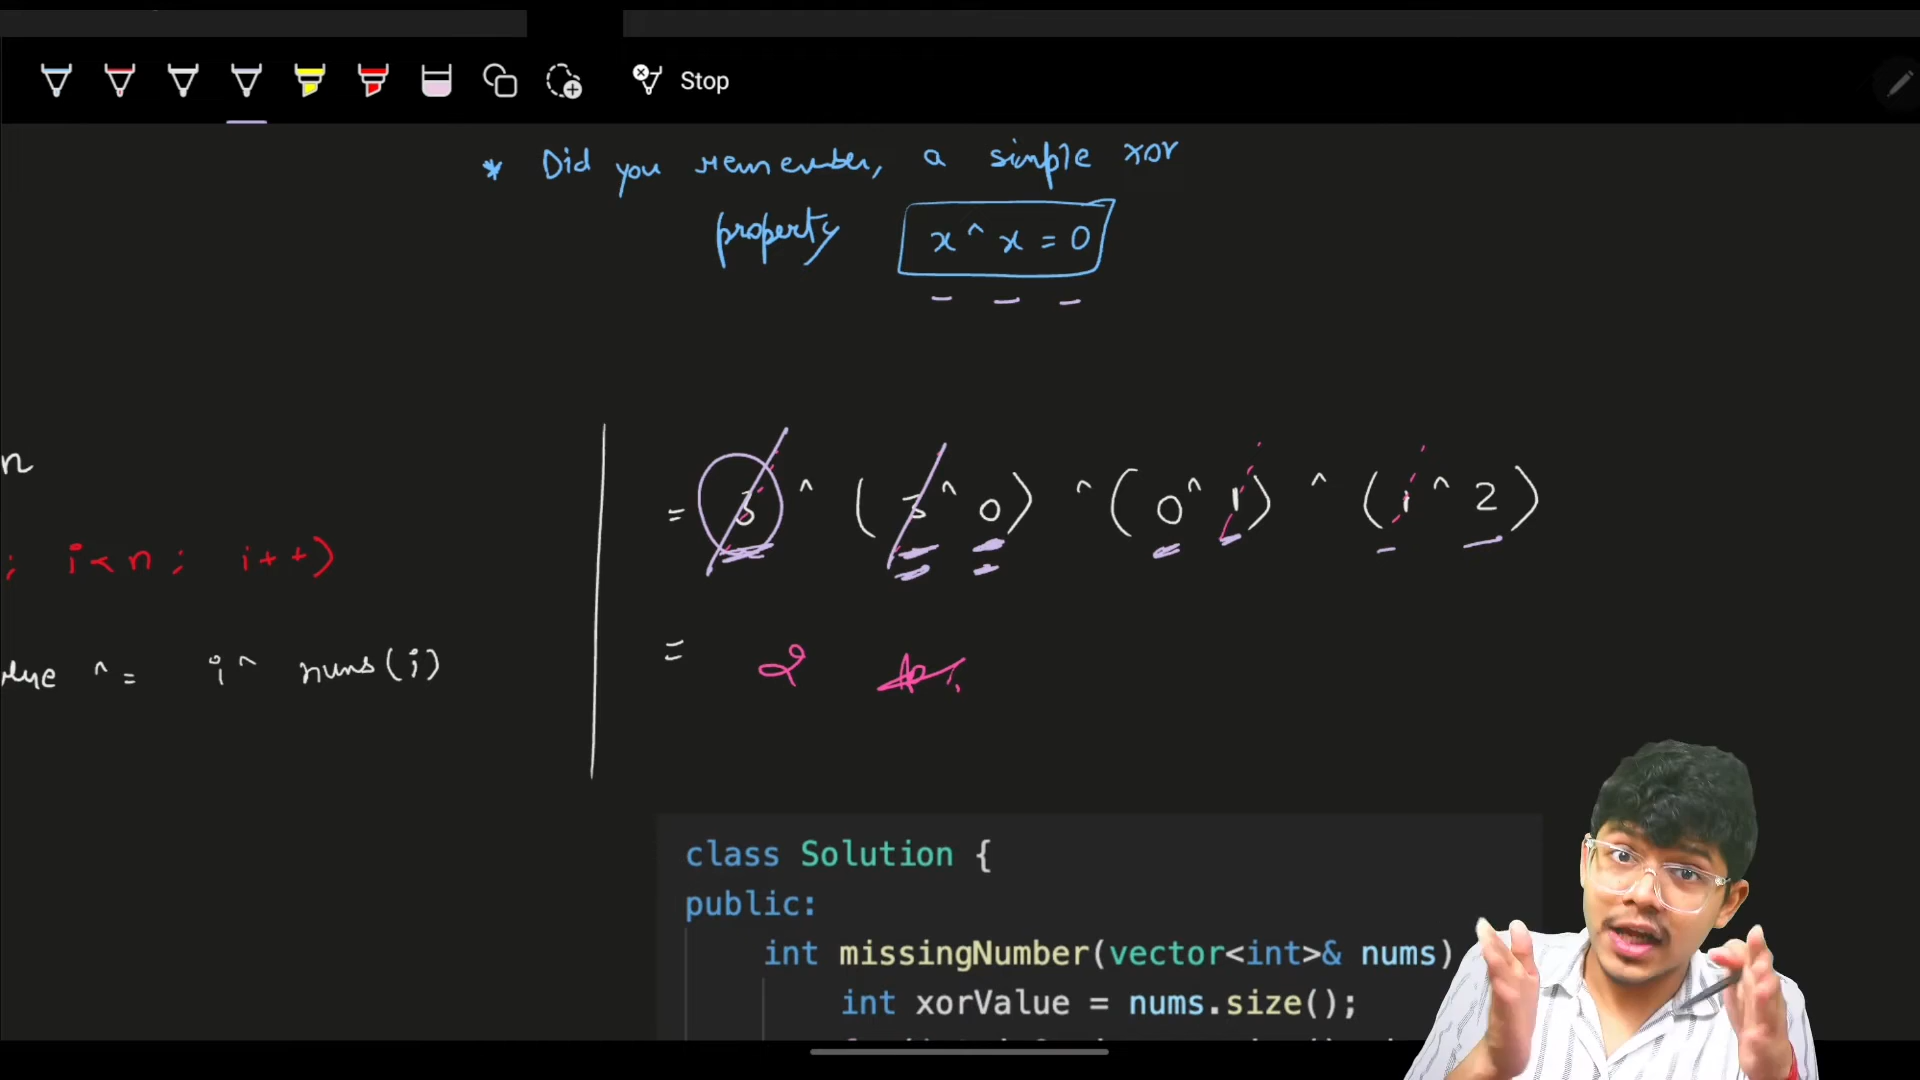 Stop
* Did you remember, a simple xor
property x ^ x = 0
n
; i < n ; i + + )
^ = i ^ nums(i)
= 3 ^ ( 3 ^ 0 ) ^ ( 0 ^ 1 ) ^ ( 1 ^ 2 )
= 2
class Solution {
public:
int missingNumber(vector<int>& nums)
int xorValue = nums.size();